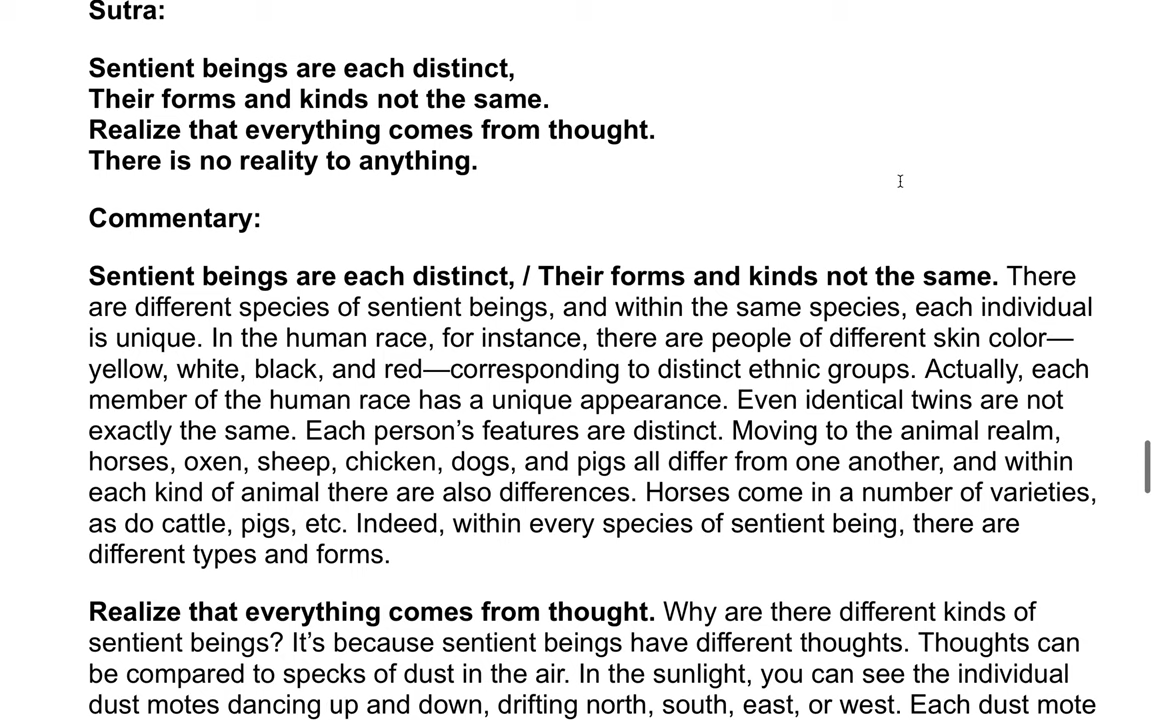 Sutra:
Sentient beings are each distinct,
Their forms and kinds not the same.
Realize that everything comes from thought.
There is no reality to anything.
Commentary:
Sentient beings are each distinct, / Their forms and kinds not the same. There
are different species of sentient beings, and within the same species, each individual
is unique. In the human race, for instance, there are people of different skin color—
yellow, white, black, and red—corresponding to distinct ethnic groups. Actually, each
member of the human race has a unique appearance. Even identical twins are not
exactly the same. Each person’s features are distinct. Moving to the animal realm,
horses, oxen, sheep, chicken, dogs, and pigs all differ from one another, and within
each kind of animal there are also differences. Horses come in a number of varieties,
as do cattle, pigs, etc. Indeed, within every species of sentient being, there are
different types and forms.
Realize that everything comes from thought. Why are there different kinds of
sentient beings? It’s because sentient beings have different thoughts. Thoughts can
be compared to specks of dust in the air. In the sunlight, you can see the individual
dust motes dancing up and down, drifting north, south, east, or west. Each dust mote